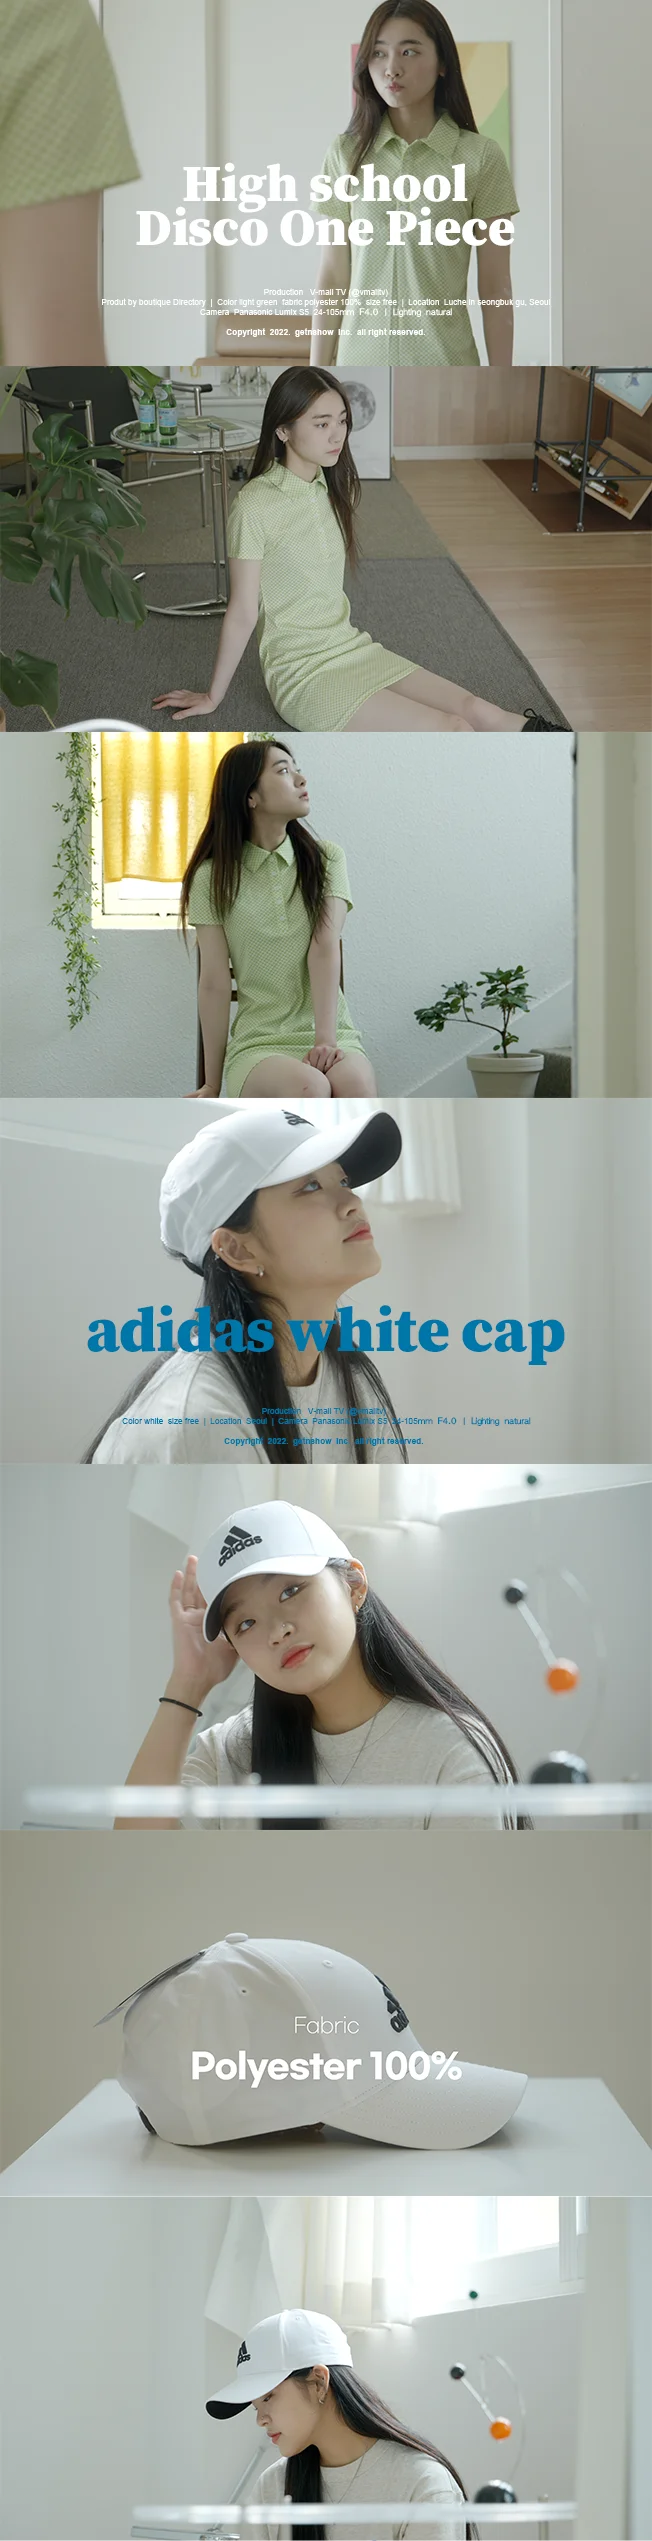 High school
Disco One Piece
Production V-mall TV (@vmalltv)
Produt by boutique Directory | Color light green fabric polyester 100% size free | Location Luche in seongbuk gu, Seoul
Camera Panasonic Lumix S5 24-105mm F4.0 | Lighting natural
Copyright 2022. getnshow Inc. all right reserved.
adidas white cap
Production V-mall TV (@vmalltv)
Color white size free | Location Seoul | Camera Panasonic Lumix S5 24-105mm F4.0 | Lighting natural
Copyright 2022. getnshow Inc. all right reserved.
adidas
Fabric
Polyester 100%